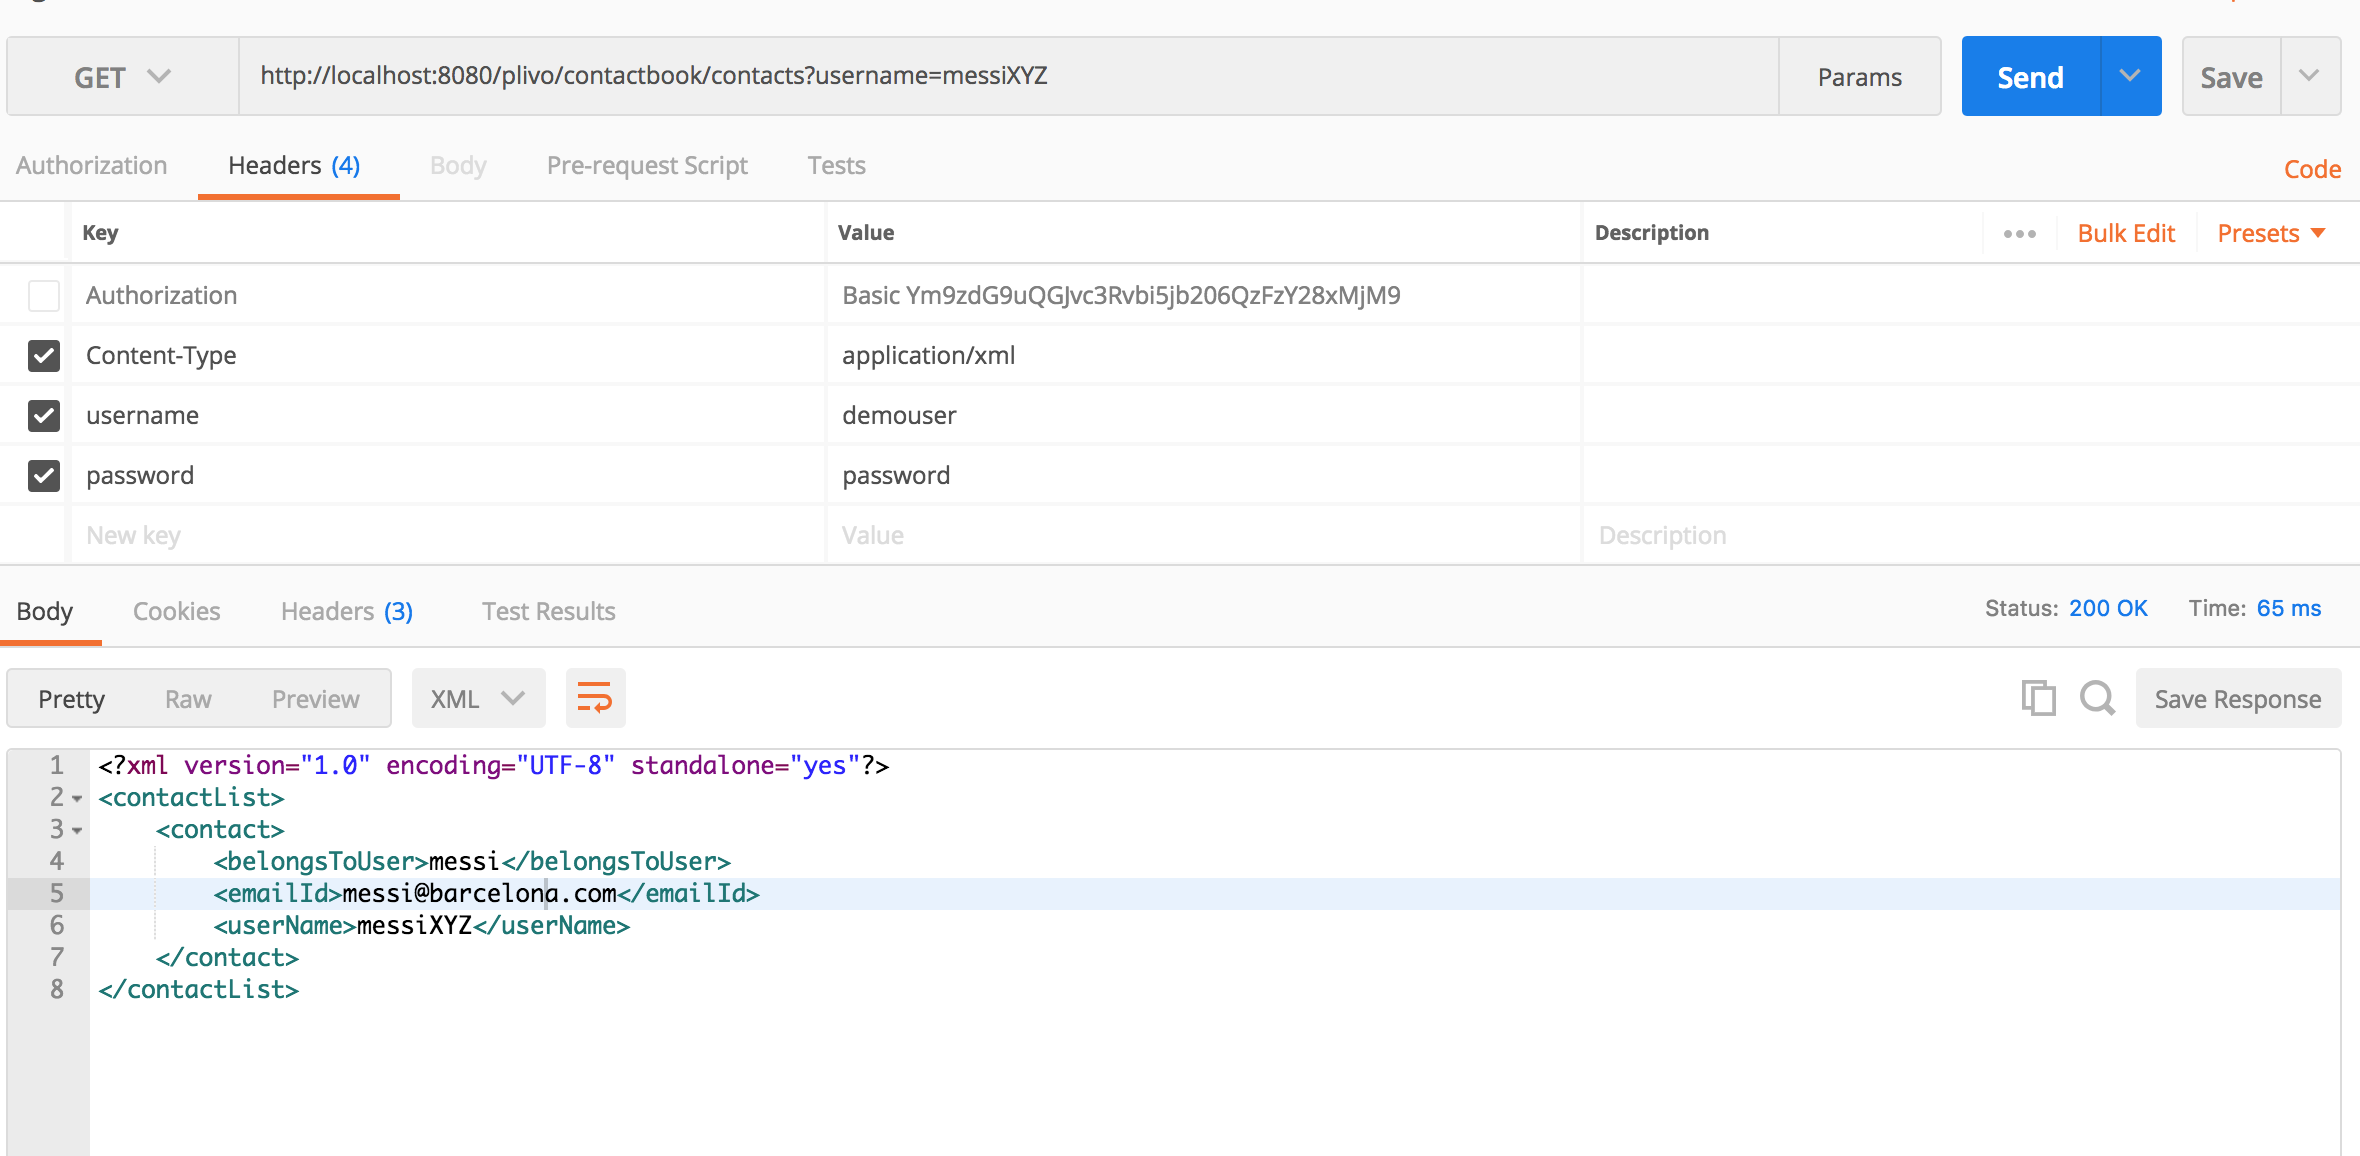 GET http://localhost:8080/plivo/contactbook/contacts?username=messiXYZ Params Send Save
Authorization Headers (4) Body Pre-request Script Tests Code
Key Value Description ••• Bulk Edit Presets
Authorization Basic Ym9zdG9uQGJvc3Rvbi5jb206QzFzY28xMjM9
Content-Type application/xml
username demouser
password password
New key Value Description
Body Cookies Headers (3) Test Results Status: 200 OK Time: 65 ms
Pretty Raw Preview XML Save Response
1 <?xml version="1.0" encoding="UTF-8" standalone="yes"?>
2 <contactList>
3 <contact>
4 <belongsToUser>messi</belongsToUser>
5 <emailId>messi@barcelona.com</emailId>
6 <userName>messiXYZ</userName>
7 </contact>
8 </contactList>